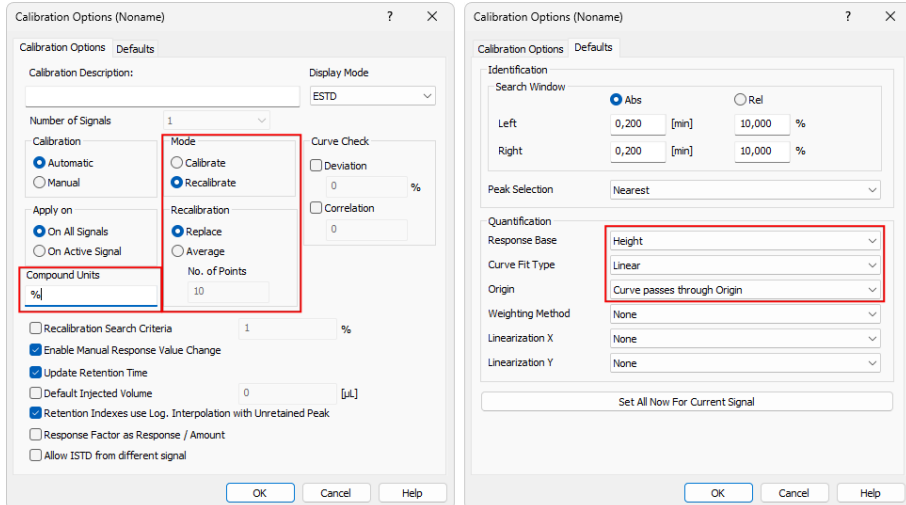 Calibration Options (Noname) ? ×
Calibration Options Defaults
Calibration Description:
Display Mode
ESTD
Number of Signals 1
Calibration
Automatic
Manual
Mode
Calibrate
Recalibrate
Curve Check
Deviation
0 %
Correlation
0
Apply on
On All Signals
On Active Signal
Recalibration
Replace
Average
No. of Points
10
Compound Units
%
Recalibration Search Criteria 1 %
Enable Manual Response Value Change
Update Retention Time
Default Injected Volume 0 [µL]
Retention Indexes use Log. Interpolation with Unretained Peak
Response Factor as Response / Amount
Allow ISTD from different signal
OK Cancel Help
Calibration Options (Noname) ? ×
Calibration Options Defaults
Identification
Search Window
Abs Rel
Left 0,200 [min] 10,000 %
Right 0,200 [min] 10,000 %
Peak Selection Nearest
Quantification
Response Base Height
Curve Fit Type Linear
Origin Curve passes through Origin
Weighting Method None
Linearization X None
Linearization Y None
Set All Now For Current Signal
OK Cancel Help